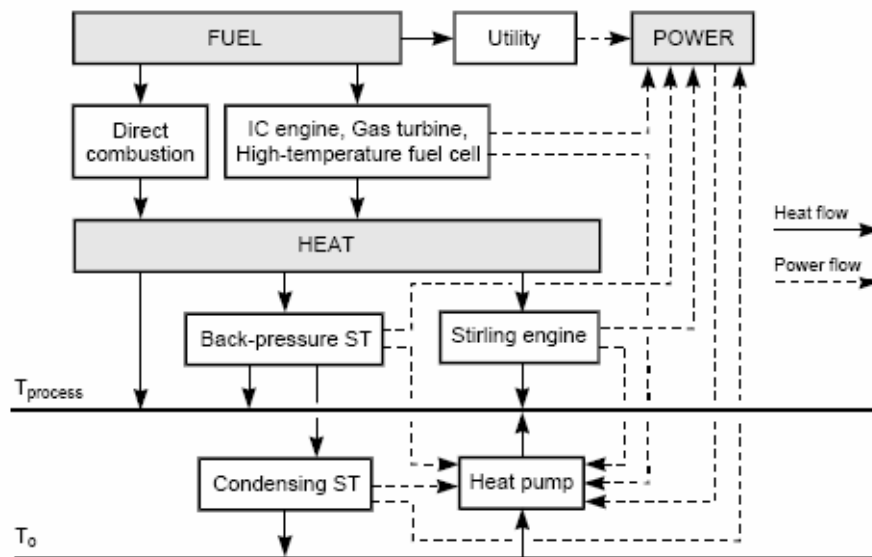 FUEL
Utility
POWER
Direct
combustion
IC engine, Gas turbine,
High-temperature fuel cell
Heat flow
HEAT
Power flow
Back-pressure ST
Stirling engine
Tprocess
Condensing ST
Heat pump
To